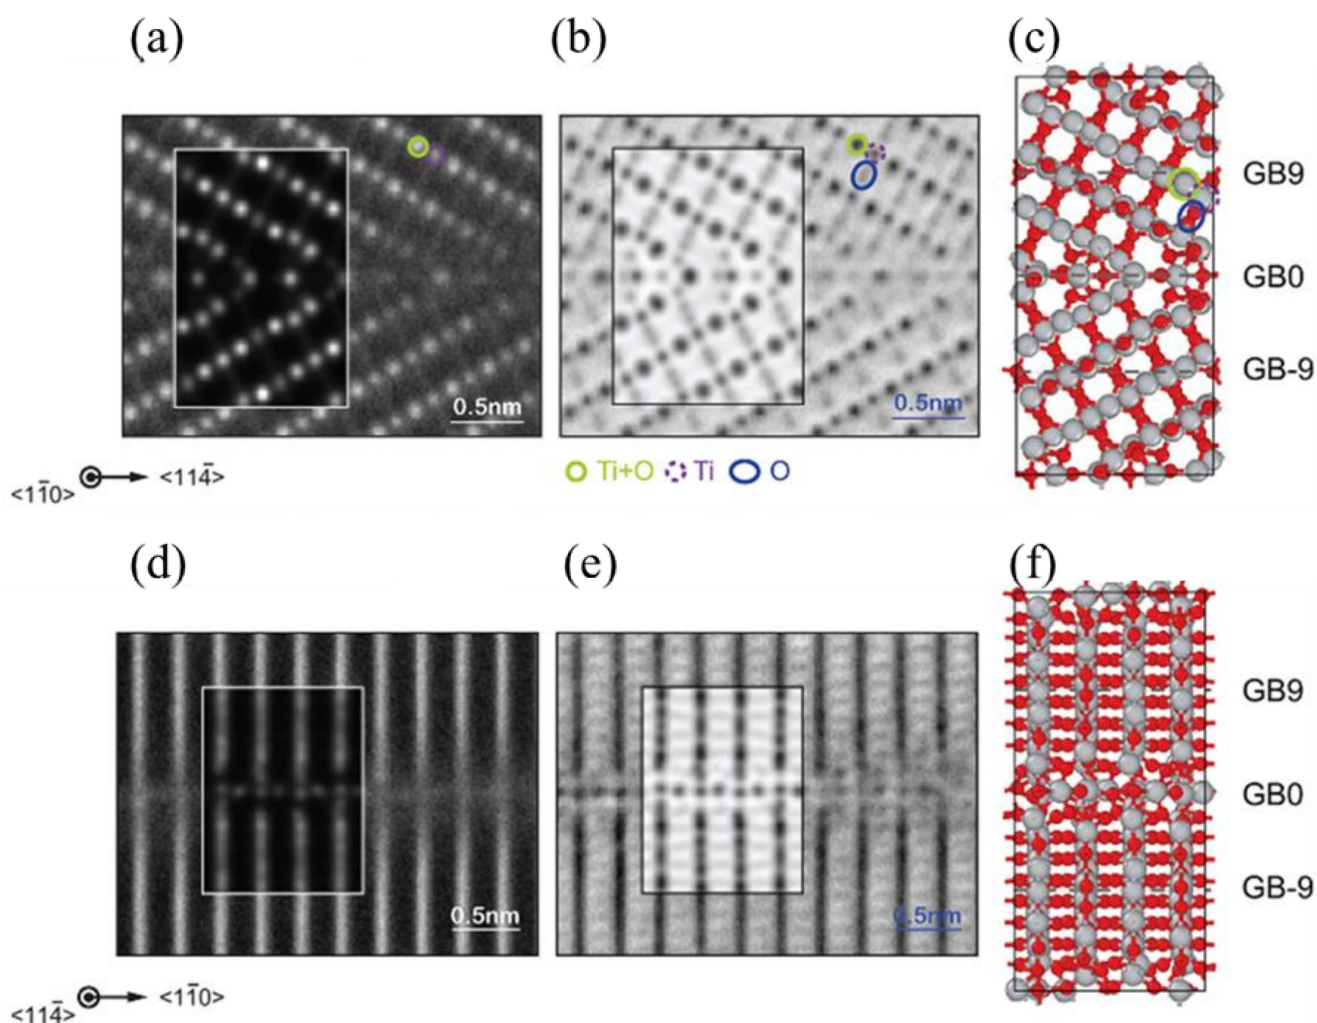 (a)
(b)
(c)
GB9
GB0
GB-9
0.5nm
0.5nm
Ti+O Ti O
<11̄0>
<114̄>
(d)
(e)
(f)
GB9
GB0
GB-9
0.5nm
0.5nm
<114̄>
<11̄0>